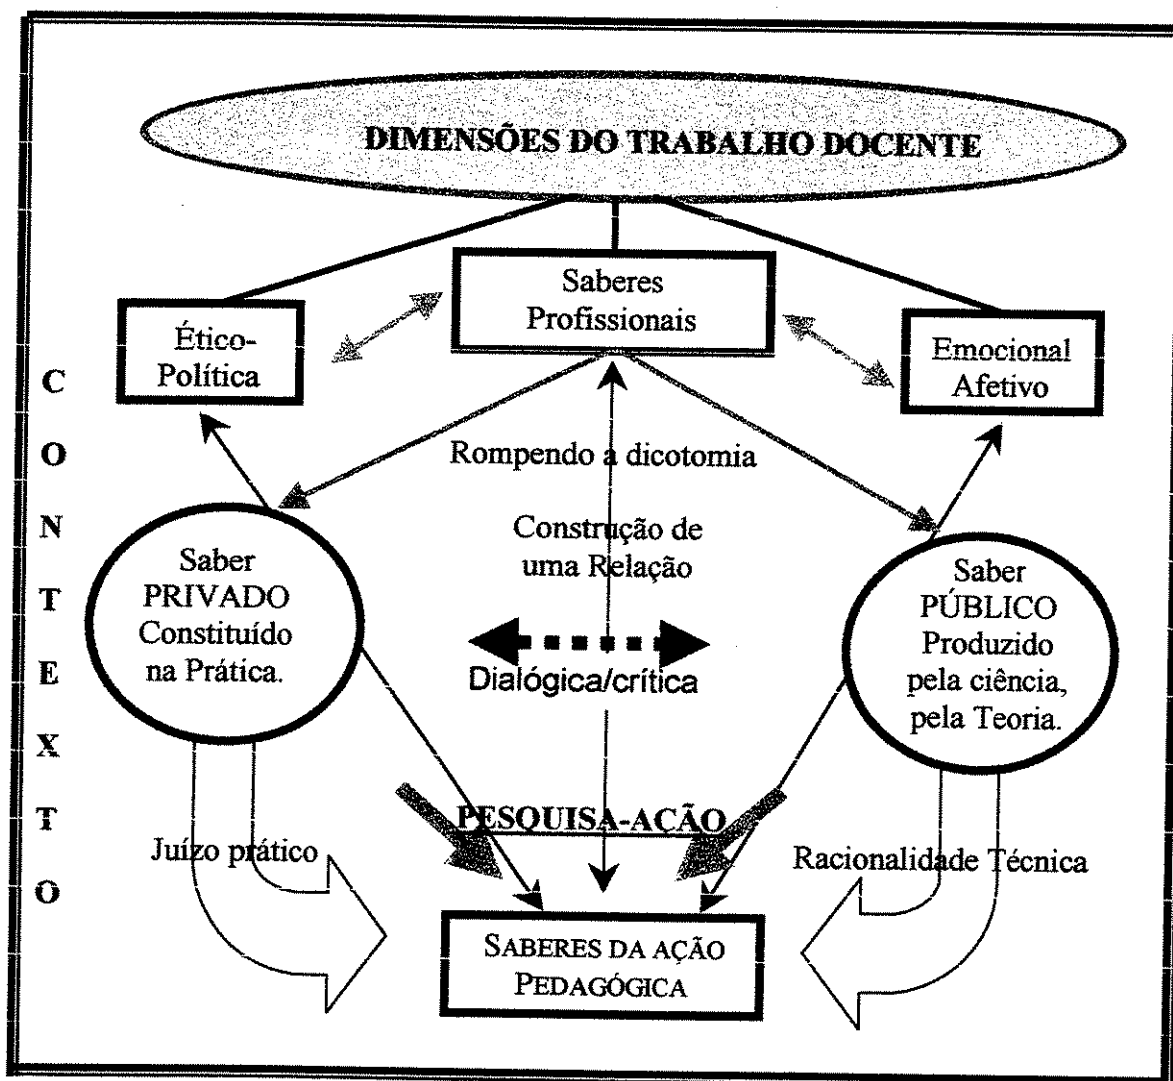 DIMENSÕES DO TRABALHO DOCENTE
Saberes
Profissionais
Ético-
Política
Emocional
Afetivo
C
O
N
T
E
X
T
O
Rompendo a dicotomia
Construção de
uma Relação
Dialógica/crítica
Saber
PRIVADO
Constituído
na Prática.
Saber
PÚBLICO
Produzido
pela ciência,
pela Teoria.
PESQUISA-AÇÃO
Juízo prático
Racionalidade Técnica
SABERES DA AÇÃO
PEDAGÓGICA